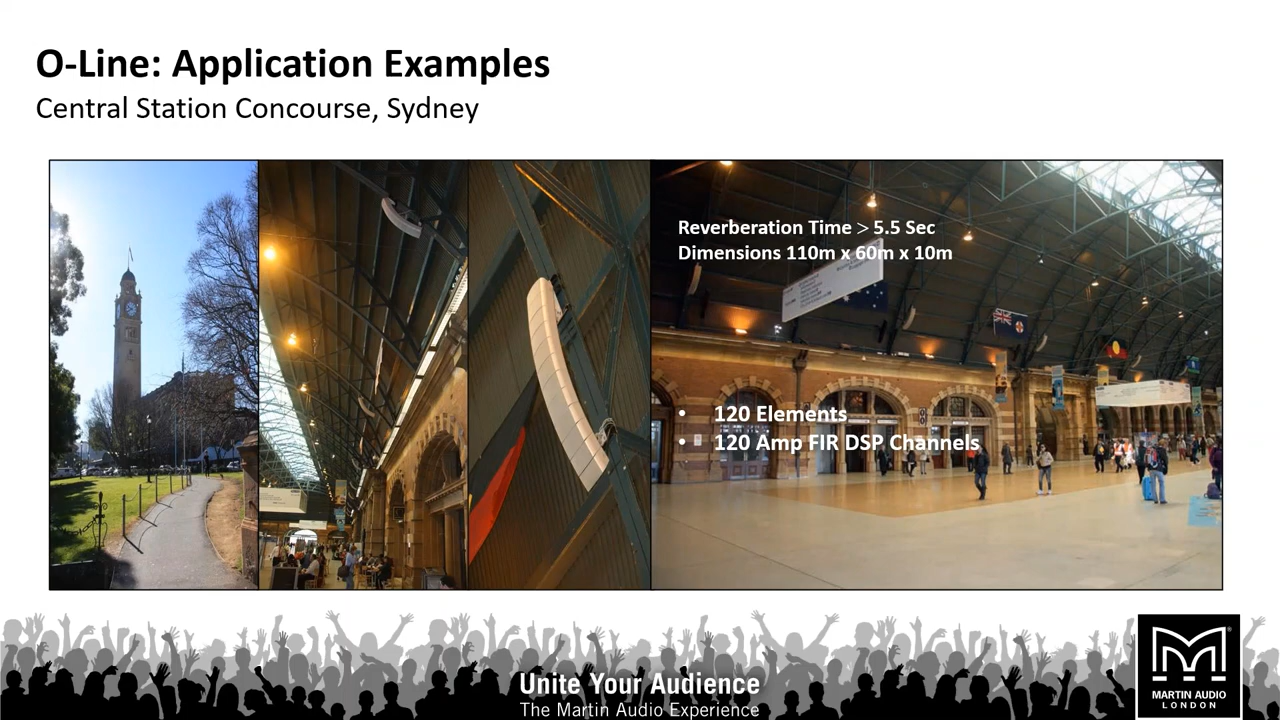 O-Line: Application Examples
Central Station Concourse, Sydney
Reverberation Time > 5.5 Sec
Dimensions 110m x 60m x 10m
• 120 Elements
• 120 Amp FIR DSP Channels
Unite Your Audience
The Martin Audio Experience
MARTIN AUDIO
LONDON